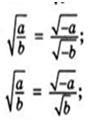 √(a/b) = √(-a)/√(-b);
√(a/b) = √(-a)/√b;